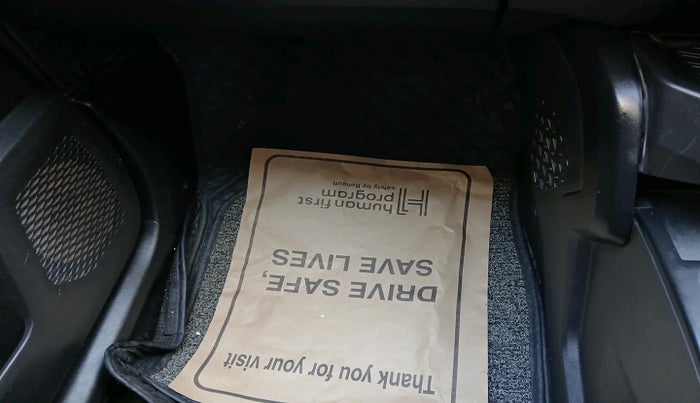 Thank you for your visit
DRIVE SAFE,
SAVE LIVES
human first
program
safety by Renault